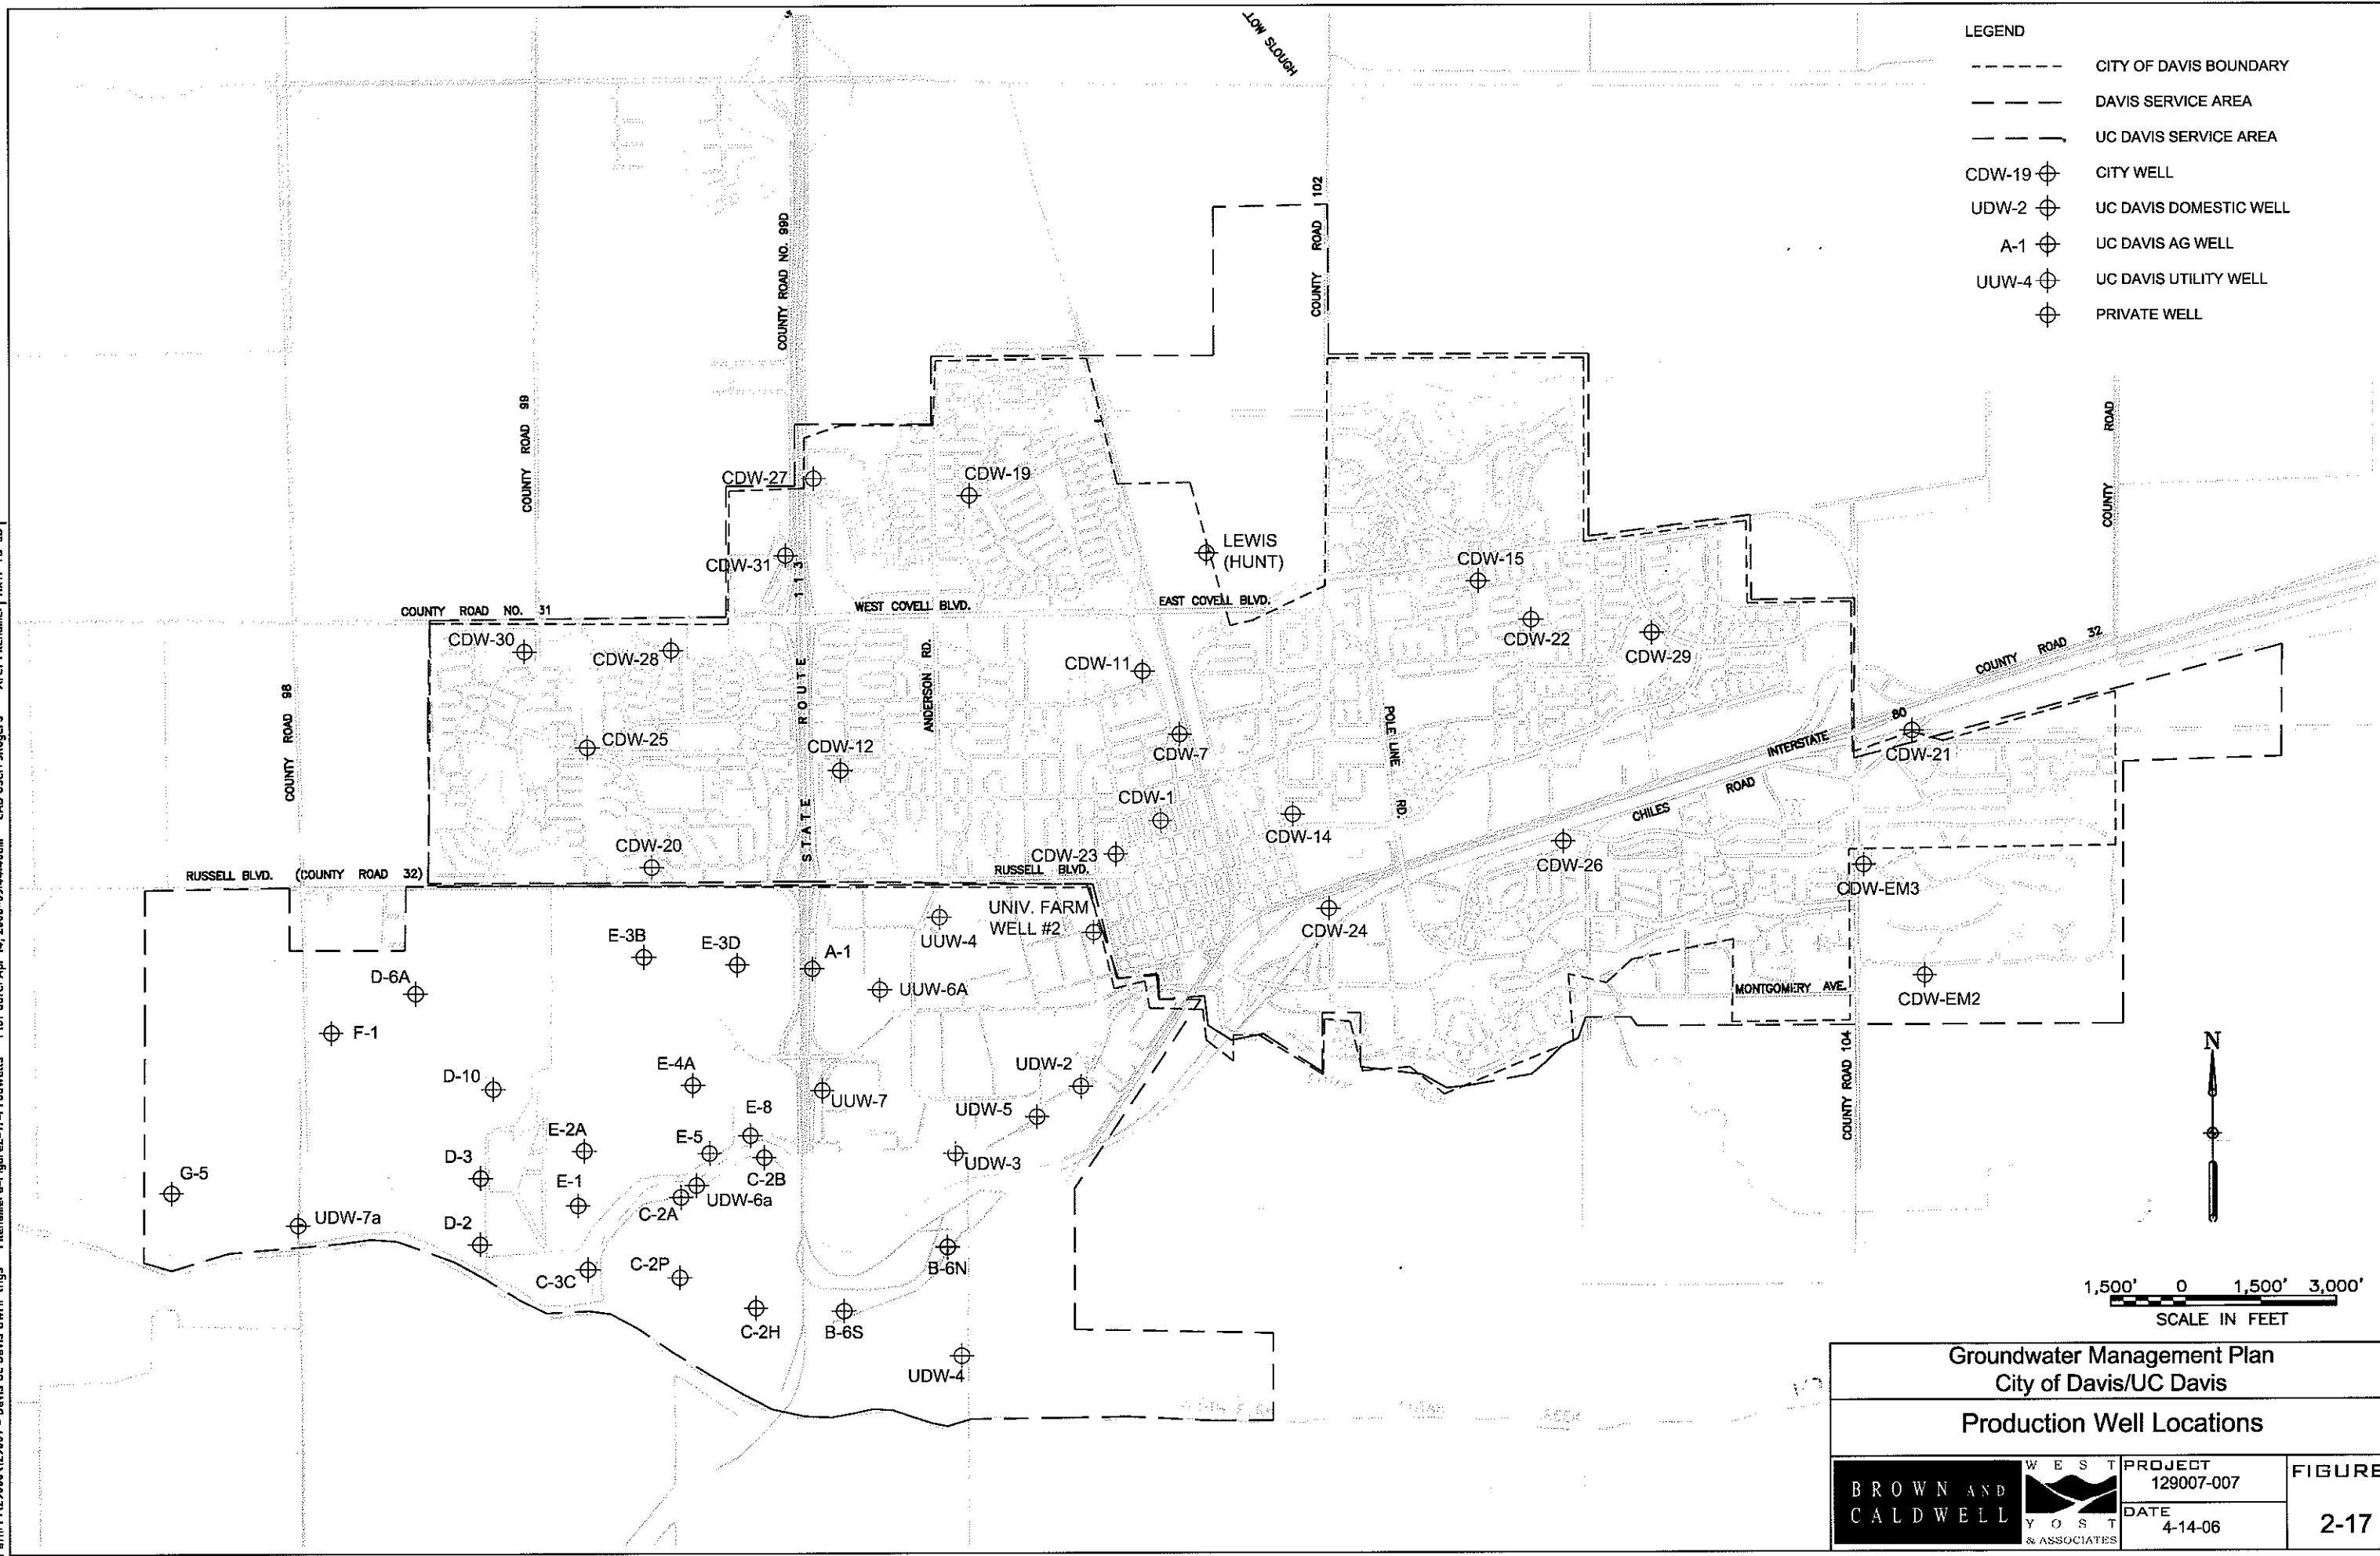 LOW SLOUGH
LEGEND
CITY OF DAVIS BOUNDARY
DAVIS SERVICE AREA
UC DAVIS SERVICE AREA
CDW-19 CITY WELL
UDW-2 UC DAVIS DOMESTIC WELL
A-1 UC DAVIS AG WELL
UUW-4 UC DAVIS UTILITY WELL
PRIVATE WELL
COUNTY ROAD NO. 99D
COUNTY ROAD 102
COUNTY ROAD 99
COUNTY ROAD
CDW-27
CDW-19
CDW-31
LEWIS
(HUNT)
CDW-15
COUNTY ROAD NO. 31
WEST COVELL BLVD.
EAST COVELL BLVD.
CDW-30
CDW-28
CDW-22
CDW-29
CDW-11
COUNTY ROAD 32
COUNTY ROAD 98
STATE ROUTE 113
ANDERSON RD.
POLE LINE RD.
CDW-25
CDW-12
CDW-7
INTERSTATE 80
CDW-21
CHILES ROAD
CDW-1
CDW-14
CDW-20
CDW-23
CDW-26
CDW-EM3
RUSSELL BLVD. (COUNTY ROAD 32)
RUSSELL BLVD.
UNIV. FARM
WELL #2
UUW-4
CDW-24
E-3B
E-3D
A-1
UUW-6A
D-6A
MONTGOMERY AVE.
CDW-EM2
F-1
COUNTY ROAD 104
N
D-10
E-4A
UUW-7
UDW-2
UDW-5
E-8
E-2A
E-5
UDW-3
D-3
C-2B
G-5
E-1
UDW-6a
C-2A
UDW-7a
D-2
C-3C
C-2P
B-6N
C-2H
B-6S
UDW-4
1,500' 0 1,500' 3,000'
SCALE IN FEET
Groundwater Management Plan
City of Davis/UC Davis
Production Well Locations
BROWN AND
CALDWELL
WEST
YOST
& ASSOCIATES
PROJECT
129007-007
DATE
4-14-06
FIGURE
2-17